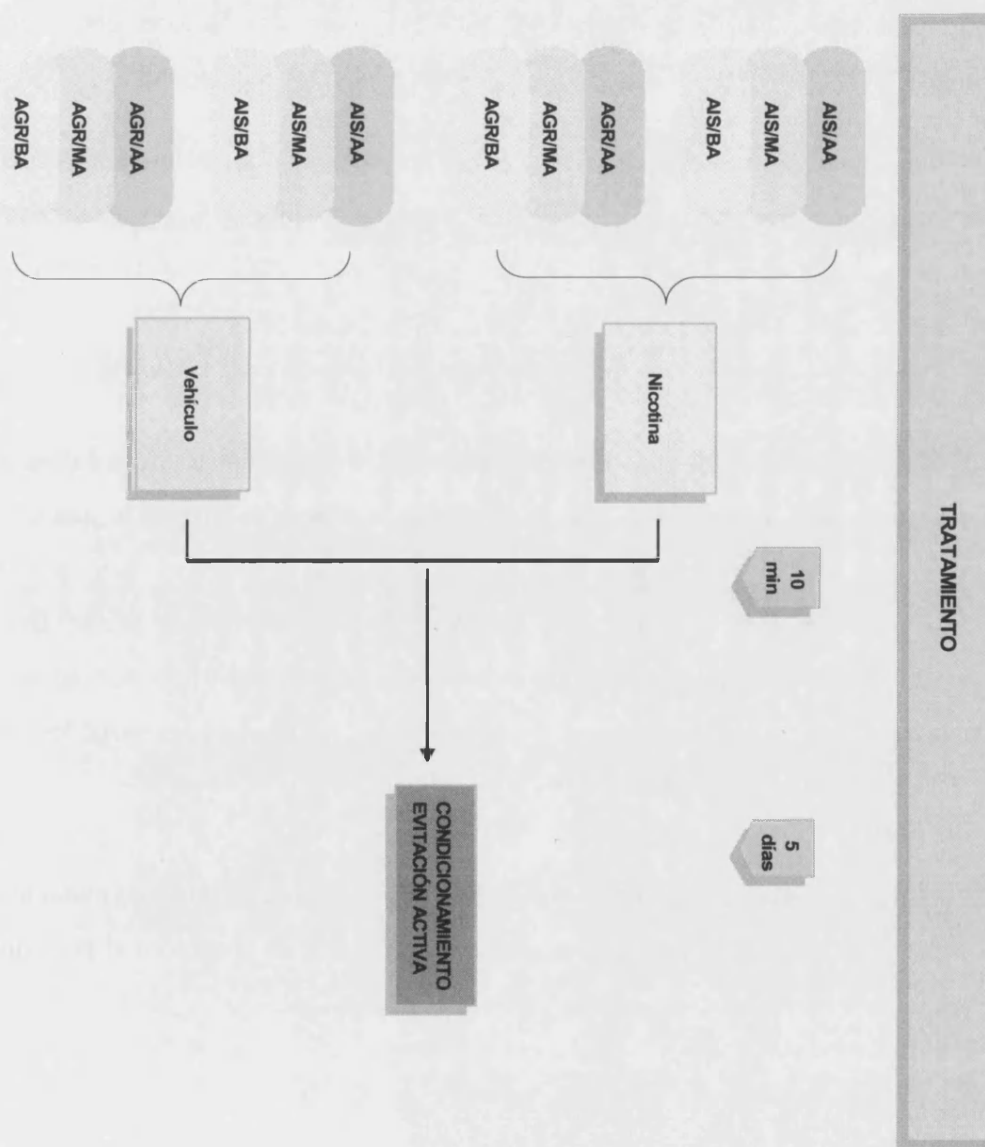 TRATAMIENTO
10
min
5
días
AIS/AA
AIS/MA
AIS/BA
AGR/AA
AGR/MA
AGR/BA
Nicotina
AIS/AA
AIS/MA
AIS/BA
AGR/AA
AGR/MA
AGR/BA
Vehículo
CONDICIONAMIENTO
EVITACIÓN ACTIVA